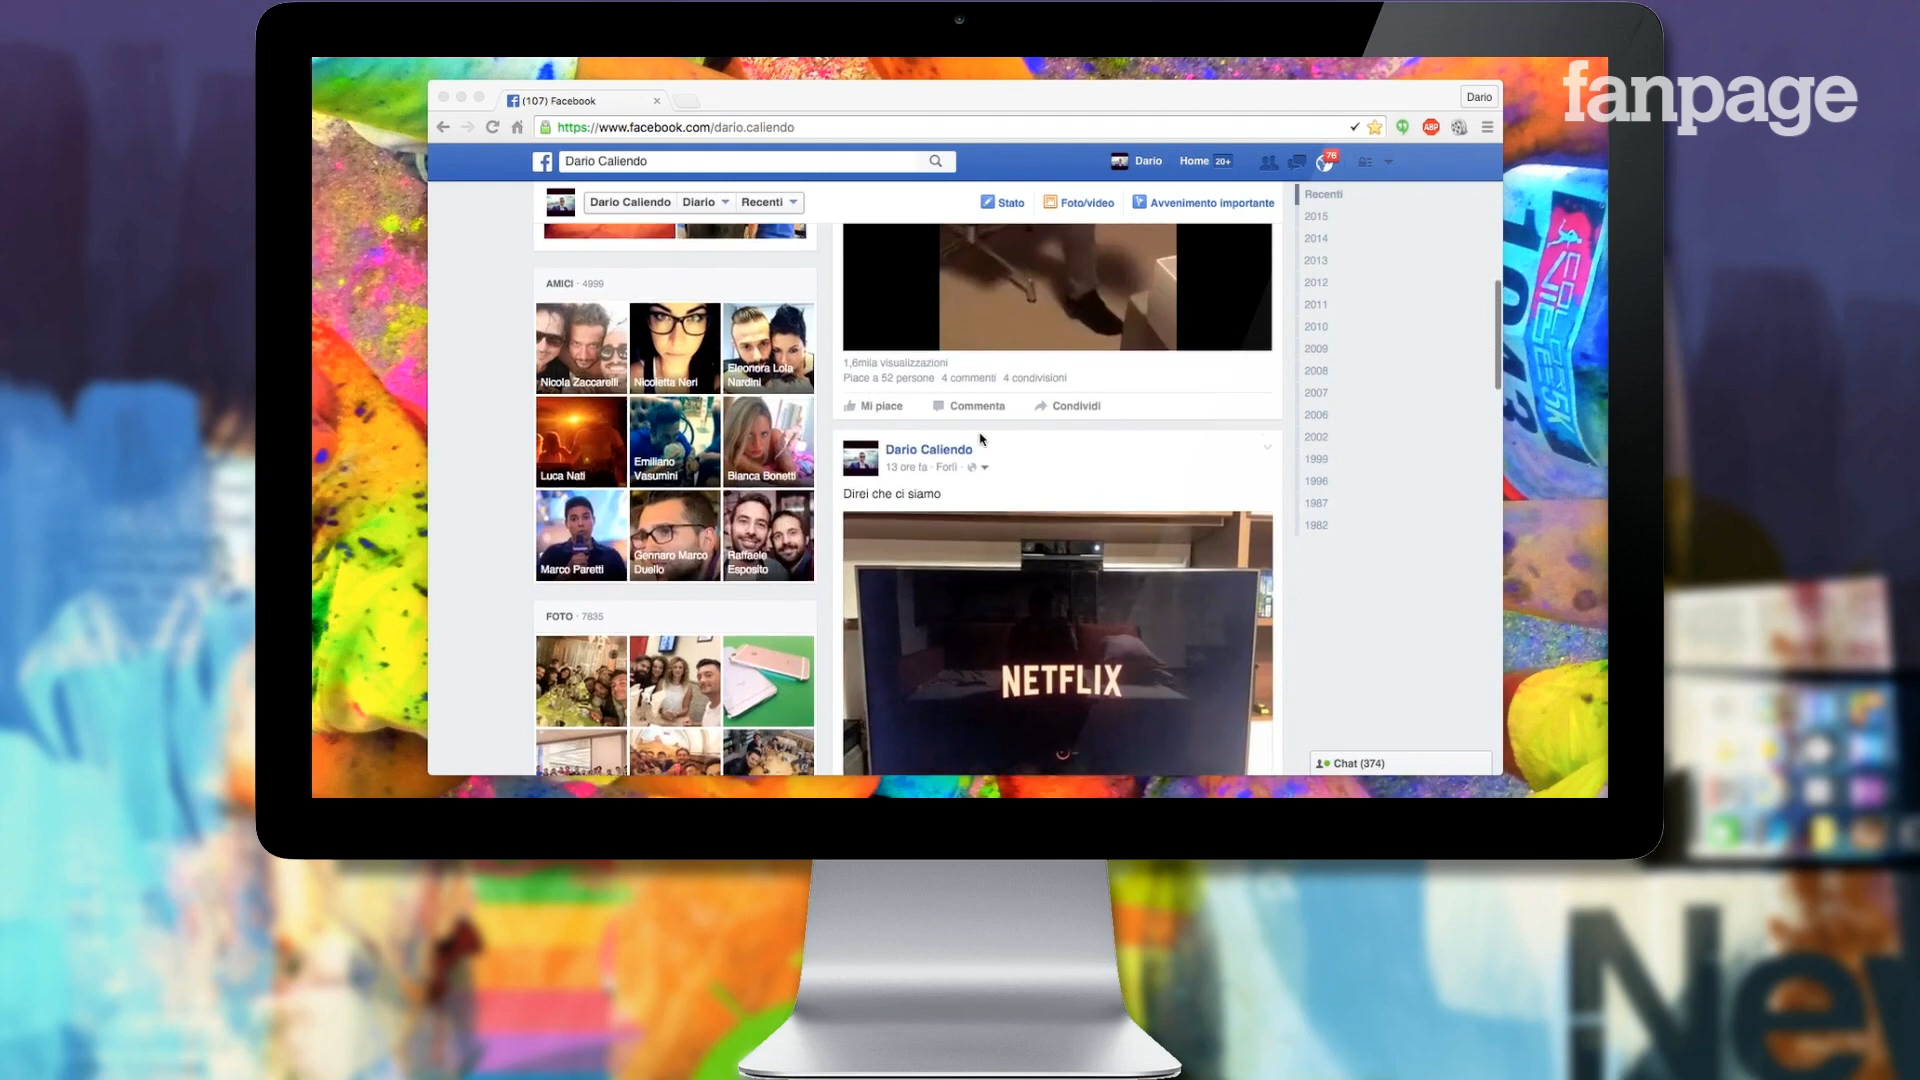 fanpage
(107) Facebook
Dario
https://www.facebook.com/dario.caliendo
ABP
Dario Caliendo
Dario
Home 20+
76
Dario Caliendo
Diario
Recenti
Stato
Foto/video
Avvenimento importante
AMICI · 4999
Nicola Zaccarelli
Nicoletta Neri
Eleonora Lola
Nardini
Luca Nati
Emiliano
Vasumini
Bianca Bonetti
Marco Paretti
Gennaro Marco
Duello
Raffaele
Esposito
FOTO · 7835
1,6mila visualizzazioni
Piace a 52 persone 4 commenti 4 condivisioni
Mi piace
Commenta
Condividi
Dario Caliendo
13 ore fa · Forlì ·
Direi che ci siamo
NETFLIX
Recenti
2015
2014
2013
2012
2011
2010
2009
2008
2007
2006
2002
1999
1996
1987
1982
Chat (374)
1043
New